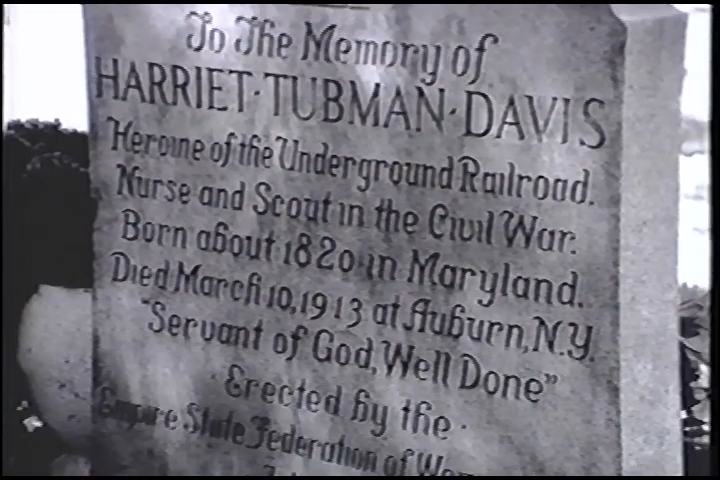 To The Memory of
HARRIET·TUBMAN·DAVIS
Heroine of the Underground Railroad.
Nurse and Scout in the Civil War.
Born about 1820 in Maryland.
Died March 10, 1913 at Auburn, N.Y.
"Servant of God, Well Done"
· Erected by the ·
Empire State Federation of